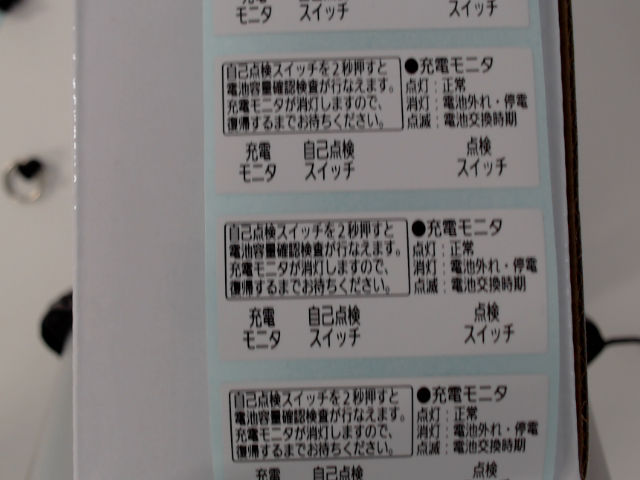 モニタ スイッチ スイッチ
自己点検スイッチを2秒押すと
電池容量確認検査が行なえます。
充電モニタが消灯しますので、
復帰するまでお待ちください。
●充電モニタ
点灯:正常
消灯:電池外れ・停電
点滅:電池交換時期
充電 自己点検 点検
モニタ スイッチ スイッチ
自己点検スイッチを2秒押すと
電池容量確認検査が行なえます。
充電モニタが消灯しますので、
復帰するまでお待ちください。
●充電モニタ
点灯:正常
消灯:電池外れ・停電
点滅:電池交換時期
充電 自己点検 点検
モニタ スイッチ スイッチ
自己点検スイッチを2秒押すと
電池容量確認検査が行なえます。
充電モニタが消灯しますので、
復帰するまでお待ちください。
●充電モニタ
点灯:正常
消灯:電池外れ・停電
点滅:電池交換時期
充電 自己点検 点検